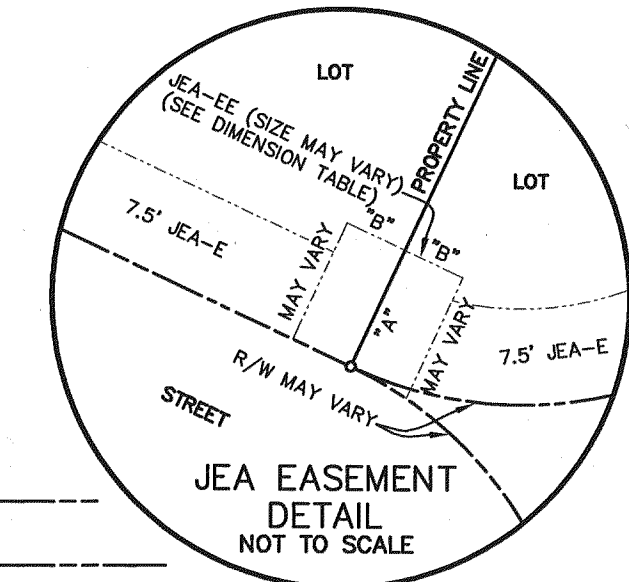 LOT
JEA-EE (SIZE MAY VARY)
(SEE DIMENSION TABLE)
PROPERTY LINE
LOT
7.5' JEA-E
"B"
"B"
MAY VARY
"A"
MAY VARY
7.5' JEA-E
R/W MAY VARY
STREET
JEA EASEMENT
DETAIL
NOT TO SCALE